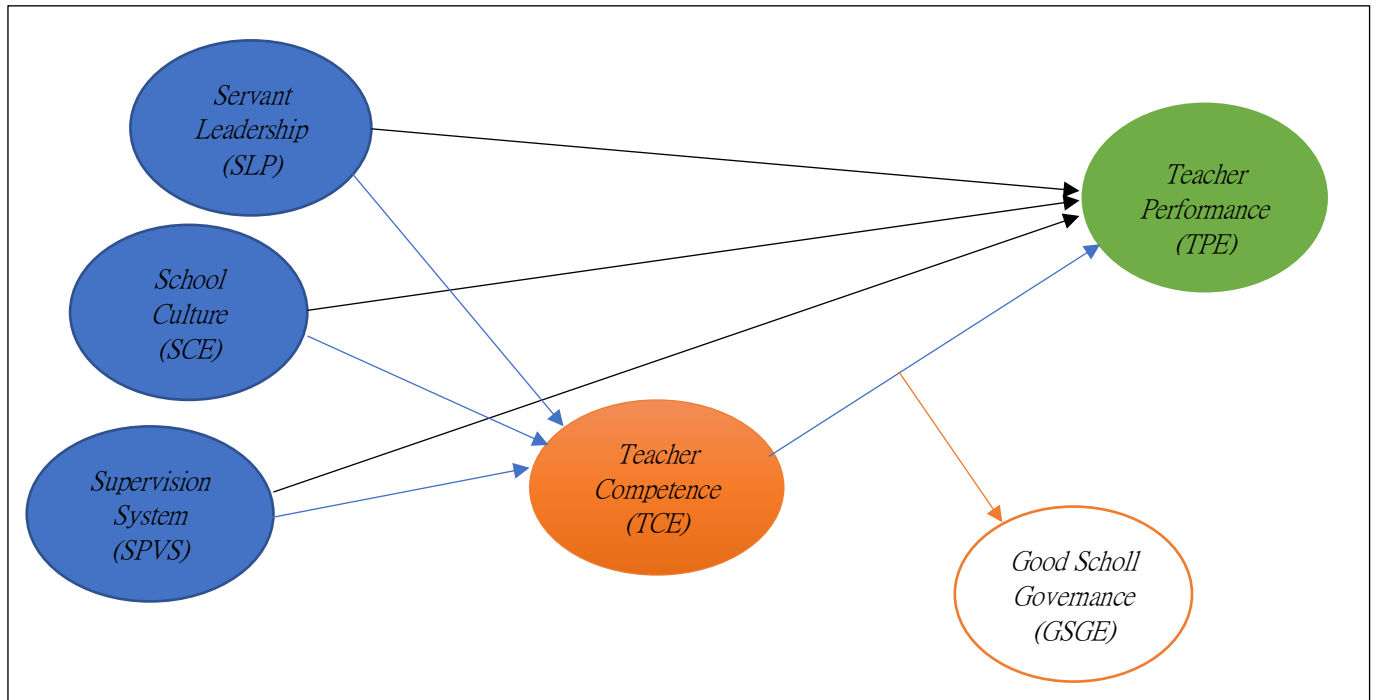 Servant
Leadership
(SLP)
Teacher
Performance
(TPE)
School
Culture
(SCE)
Supervision
System
(SPVS)
Teacher
Competence
(TCE)
Good Scholl
Governance
(GSGE)